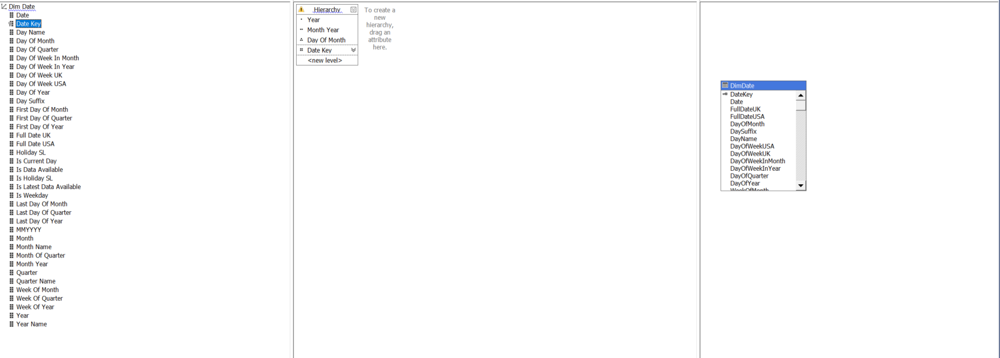 Dim Date
Date
Date Key
Day Name
Day Of Month
Day Of Quarter
Day Of Week In Month
Day Of Week In Year
Day Of Week UK
Day Of Week USA
Day Of Year
Day Suffix
First Day Of Month
First Day Of Quarter
First Day Of Year
Full Date UK
Full Date USA
Holiday SL
Is Current Day
Is Data Available
Is Holiday SL
Is Latest Data Available
Is Weekday
Last Day Of Month
Last Day Of Quarter
Last Day Of Year
MMYYYY
Month
Month Name
Month Of Quarter
Month Year
Quarter
Quarter Name
Week Of Month
Week Of Quarter
Week Of Year
Year
Year Name
Hierarchy
Year
Month Year
Day Of Month
Date Key
<new level>
To create a
new
hierarchy,
drag an
attribute
here.
DimDate
DateKey
Date
FullDateUK
FullDateUSA
DayOfMonth
DaySuffix
DayName
DayOfWeekUSA
DayOfWeekUK
DayOfWeekInMonth
DayOfWeekInYear
DayOfQuarter
DayOfYear
WeekOfMonth